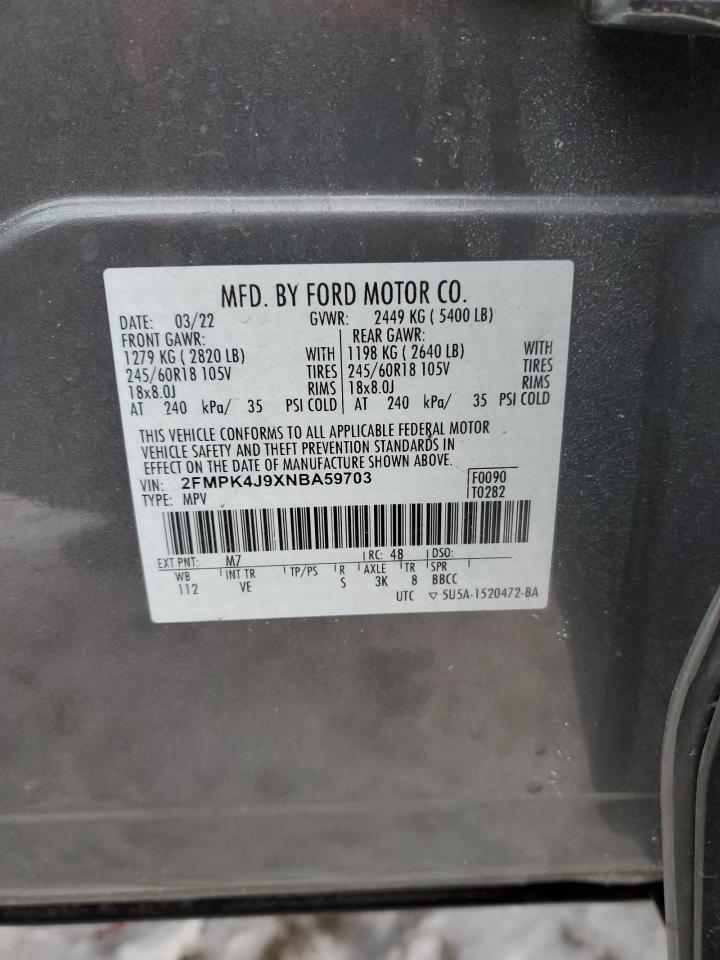 MFD. BY FORD MOTOR CO.
DATE: 03/22 GVWR: 2449 KG ( 5400 LB)
FRONT GAWR: REAR GAWR:
1279 KG ( 2820 LB) WITH 1198 KG ( 2640 LB) WITH
245/60R18 105V TIRES 245/60R18 105V TIRES
18x8.0J RIMS 18x8.0J RIMS
AT 240 kPa/ 35 PSI COLD AT 240 kPa/ 35 PSI COLD
THIS VEHICLE CONFORMS TO ALL APPLICABLE FEDERAL MOTOR
VEHICLE SAFETY AND THEFT PREVENTION STANDARDS IN
EFFECT ON THE DATE OF MANUFACTURE SHOWN ABOVE.
VIN: 2FMPK4J9XNBA59703 F0090
TYPE: MPV T0282
EXT PNT: M7 RC: 48 DSO:
WB INT TR TP/PS R AXLE TR SPR
112 VE S 3K 8 BBCC
UTC ▽ 5U5A-1520472-BA